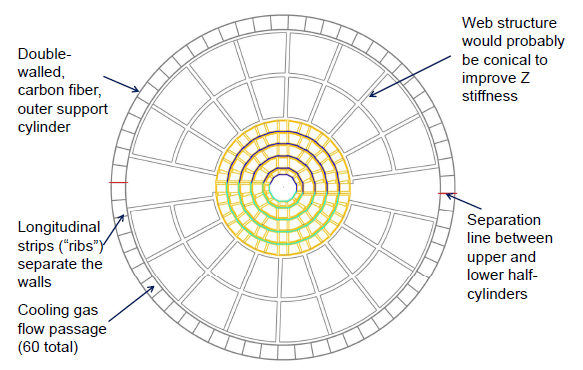 Double-
walled,
carbon fiber,
outer support
cylinder
Web structure
would probably
be conical to
improve Z
stiffness
Longitudinal
strips ("ribs")
separate the
walls
Cooling gas
flow passage
(60 total)
Separation
line between
upper and
lower half-
cylinders